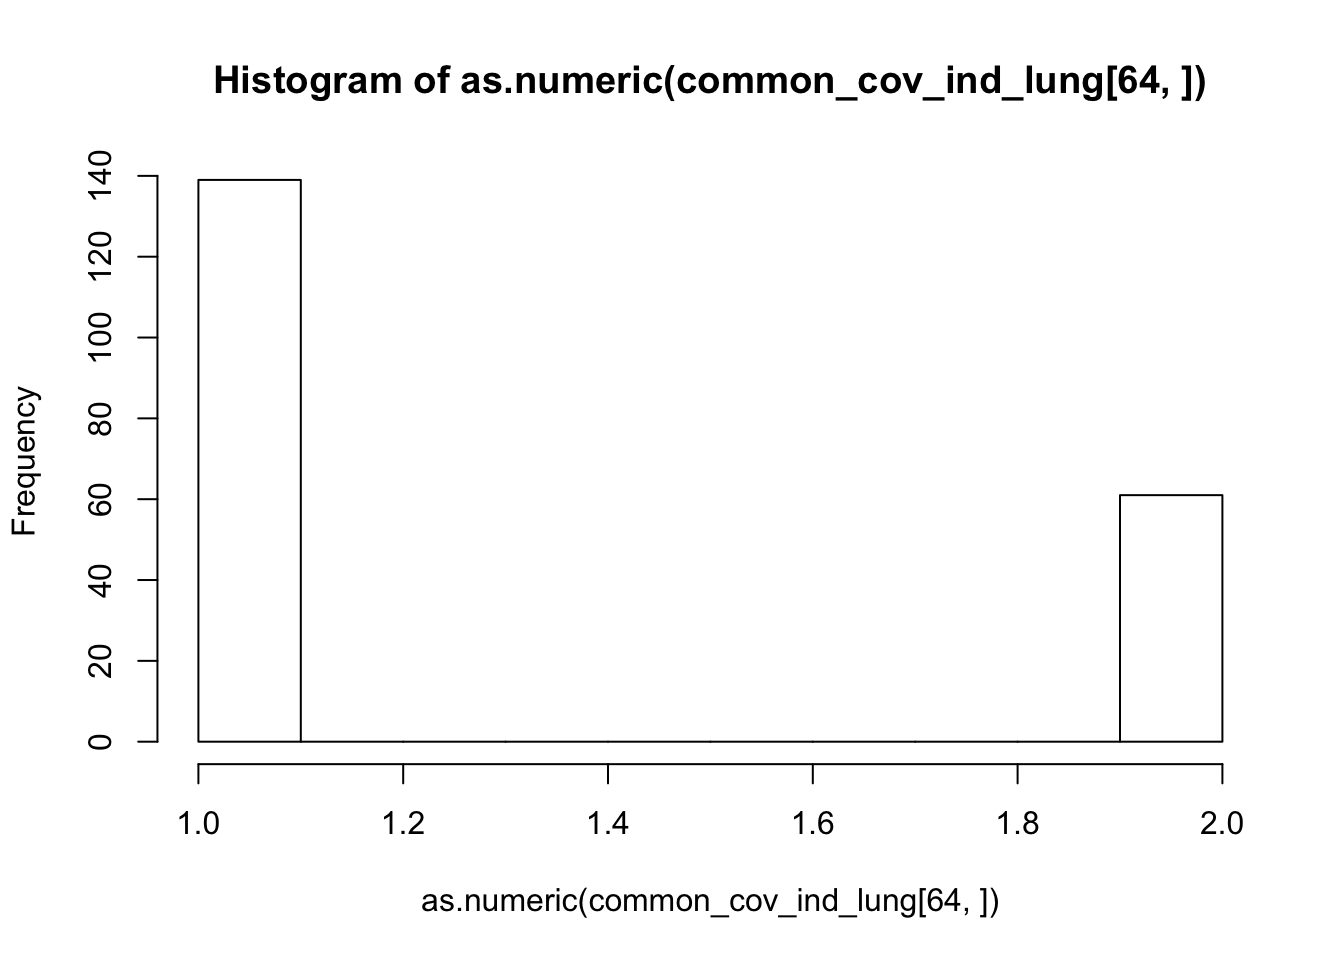 Histogram of as.numeric(common_cov_ind_lung[64, ])
Frequency
140
120
100
80
60
40
20
0
1.0 1.2 1.4 1.6 1.8 2.0
as.numeric(common_cov_ind_lung[64, ])